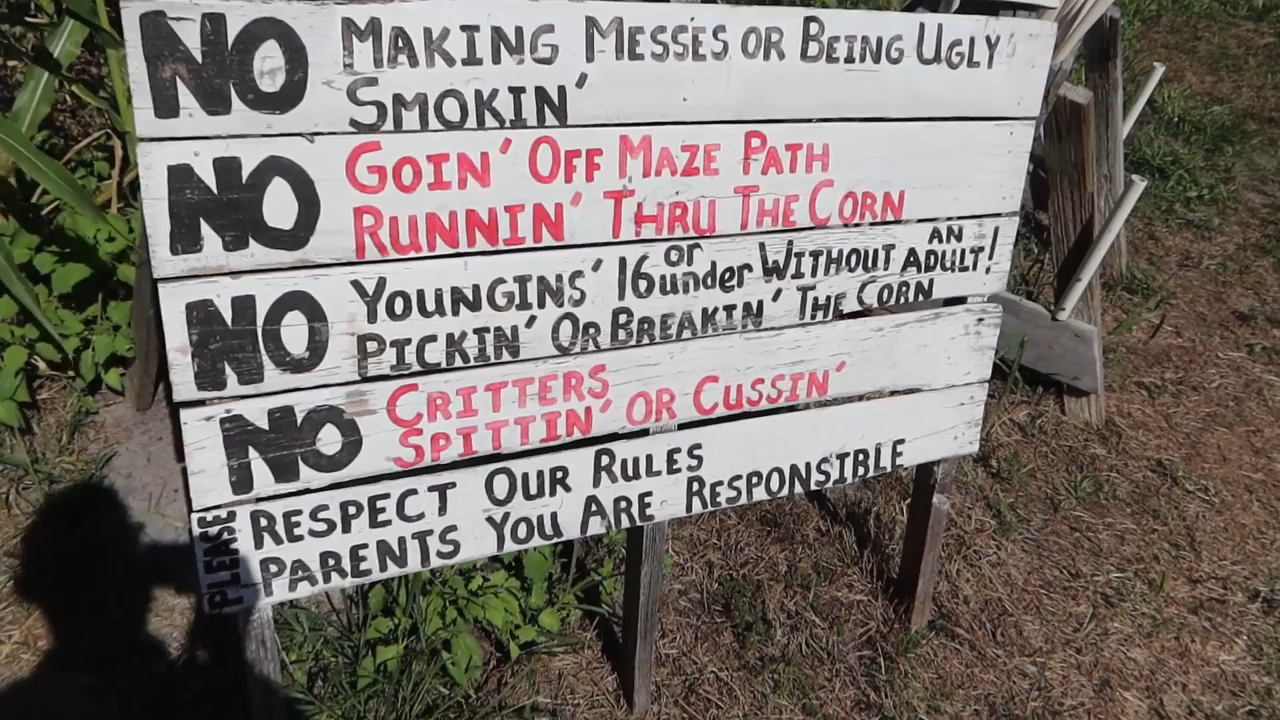 NO MAKING MESSES OR BEING UGLY
SMOKIN'
NO GOIN' OFF MAZE PATH
RUNNIN' THRU THE CORN
NO YOUNGINS' 16 or under WITHOUT AN ADULT!
PICKIN' OR BREAKIN' THE CORN
NO CRITTERS
SPITTIN' OR CUSSIN'
PLEASE RESPECT OUR RULES
PARENTS YOU ARE RESPONSIBLE